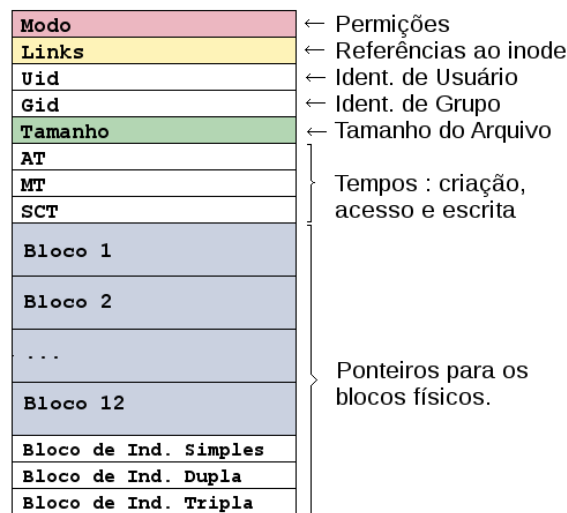 Modo ← Permições
Links ← Referências ao inode
Uid ← Ident. de Usuário
Gid ← Ident. de Grupo
Tamanho ← Tamanho do Arquivo
AT
MT
SCT
Tempos : criação,
acesso e escrita
Bloco 1
Bloco 2
...
Bloco 12
Bloco de Ind. Simples
Bloco de Ind. Dupla
Bloco de Ind. Tripla
Ponteiros para os
blocos físicos.